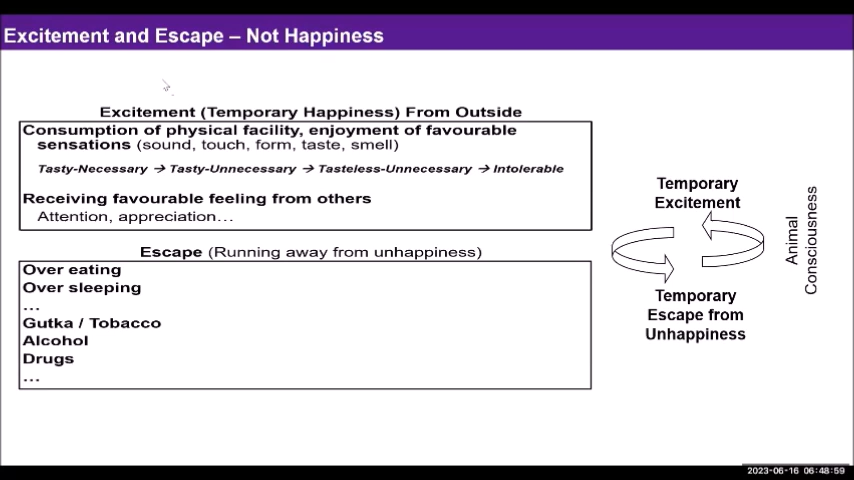 Excitement and Escape – Not Happiness
Excitement (Temporary Happiness) From Outside
Consumption of physical facility, enjoyment of favourable
sensations (sound, touch, form, taste, smell)
Tasty-Necessary → Tasty-Unnecessary → Tasteless-Unnecessary → Intolerable
Receiving favourable feeling from others
Attention, appreciation…
Escape (Running away from unhappiness)
Over eating
Over sleeping
…
Gutka / Tobacco
Alcohol
Drugs
…
Temporary
Excitement
Temporary
Escape from
Unhappiness
Animal
Consciousness
2023-06-16 06:48:59